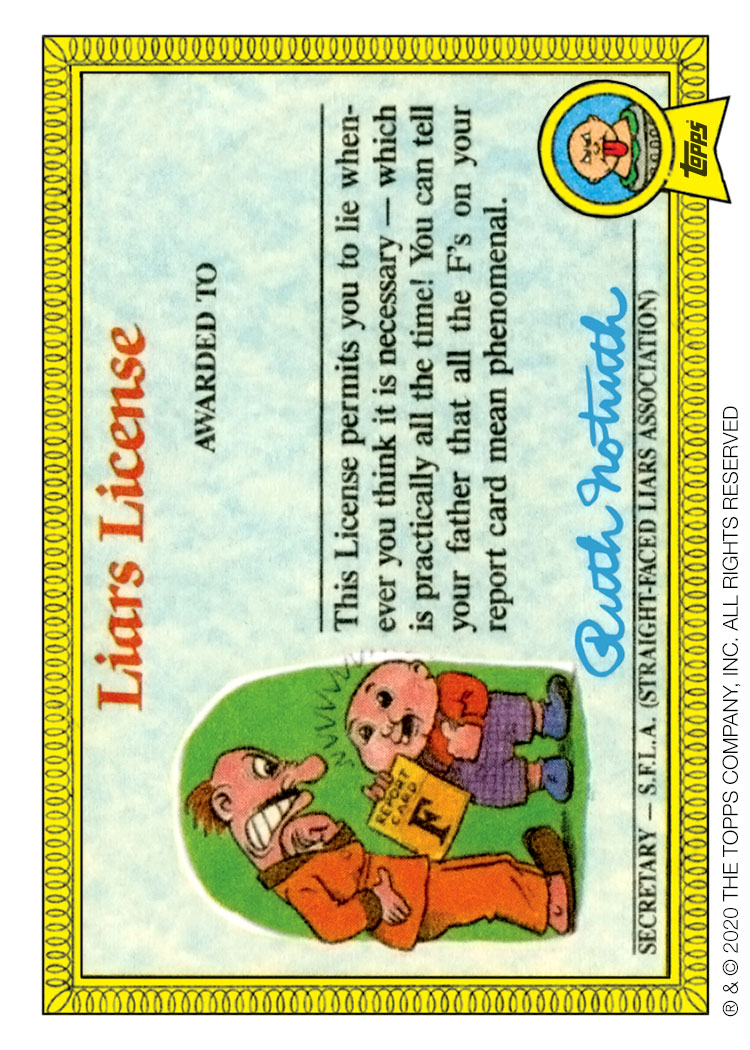 Liars License
AWARDED TO
This License permits you to lie when-
ever you think it is necessary — which
is practically all the time! You can tell
your father that all the F's on your
report card mean phenomenal.
REPORT
CARD
F
Ruth Notruth
SECRETARY — S.F.L.A. (STRAIGHT-FACED LIARS ASSOCIATION)
topps
® & © 2020 THE TOPPS COMPANY, INC. ALL RIGHTS RESERVED